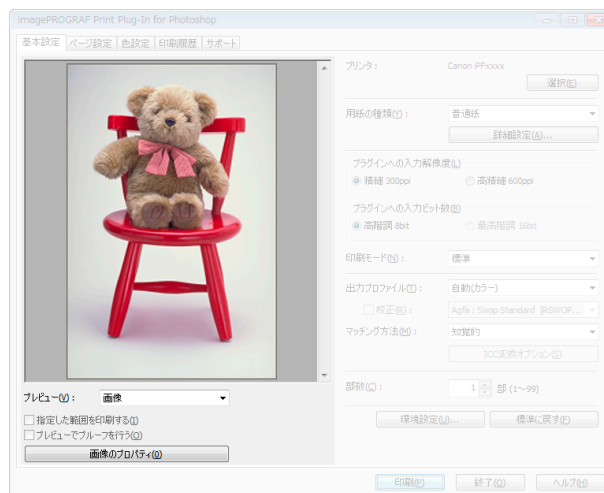 imagePROGRAF Print Plug-In for Photoshop
基本設定 ページ設定 色設定 印刷履歴 サポート
プリンタ: Canon iPFxxxx
選択(E)
用紙の種類(Y): 普通紙
詳細設定(A)...
プラグインへの入力解像度(L)
精細 300ppi 高精細 600ppi
プラグインへの入力ビット数(B)
高階調 8bit 最高階調 16bit
印刷モード(N): 標準
出力プロファイル(T): 自動(カラー)
校正(R): Agfa : Swop Standard [RSWOP...
マッチング方法(M): 知覚的
ICC変換オプション(S)
部数(C): 1 部 (1~99)
環境設定(U)... 標準に戻す(F)
プレビュー(V): 画像
指定した範囲を印刷する(I)
プレビューでプルーフを行う(O)
画像のプロパティ(0)
印刷(P) 終了(Q) ヘルプ(H)